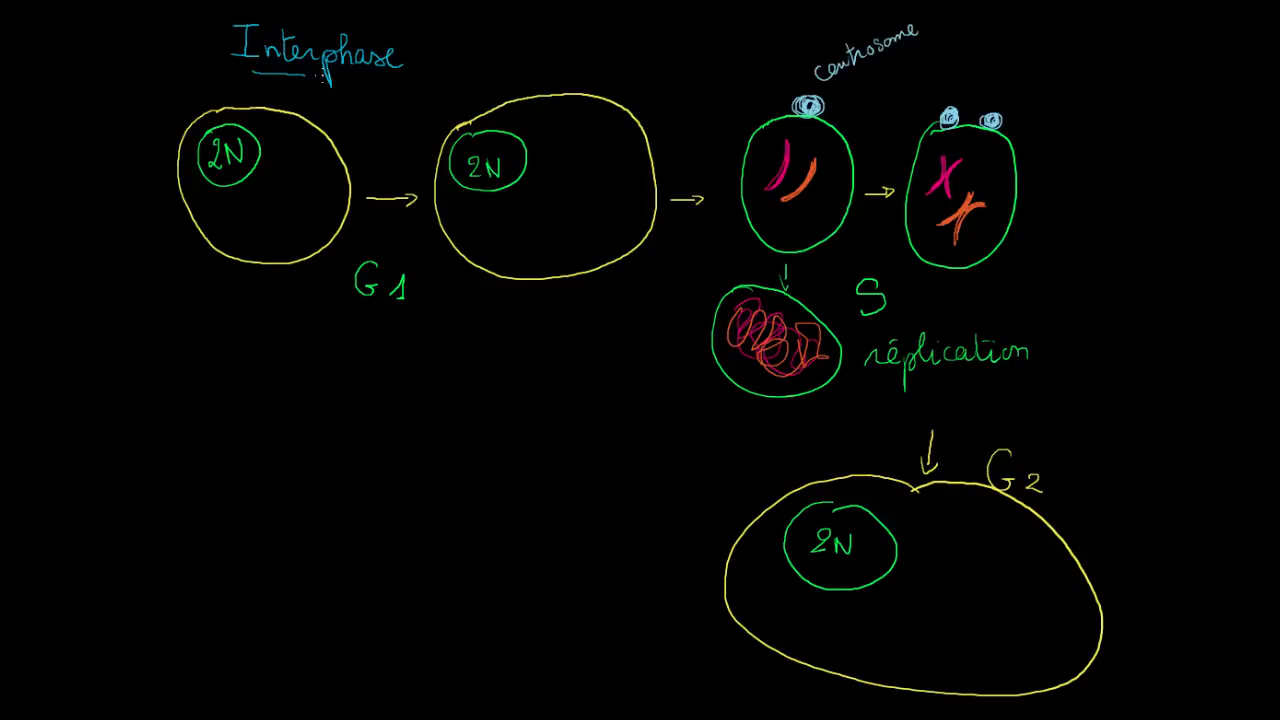 Interphase
centrosome
2N
2N
G1
S
réplication
G2
2N